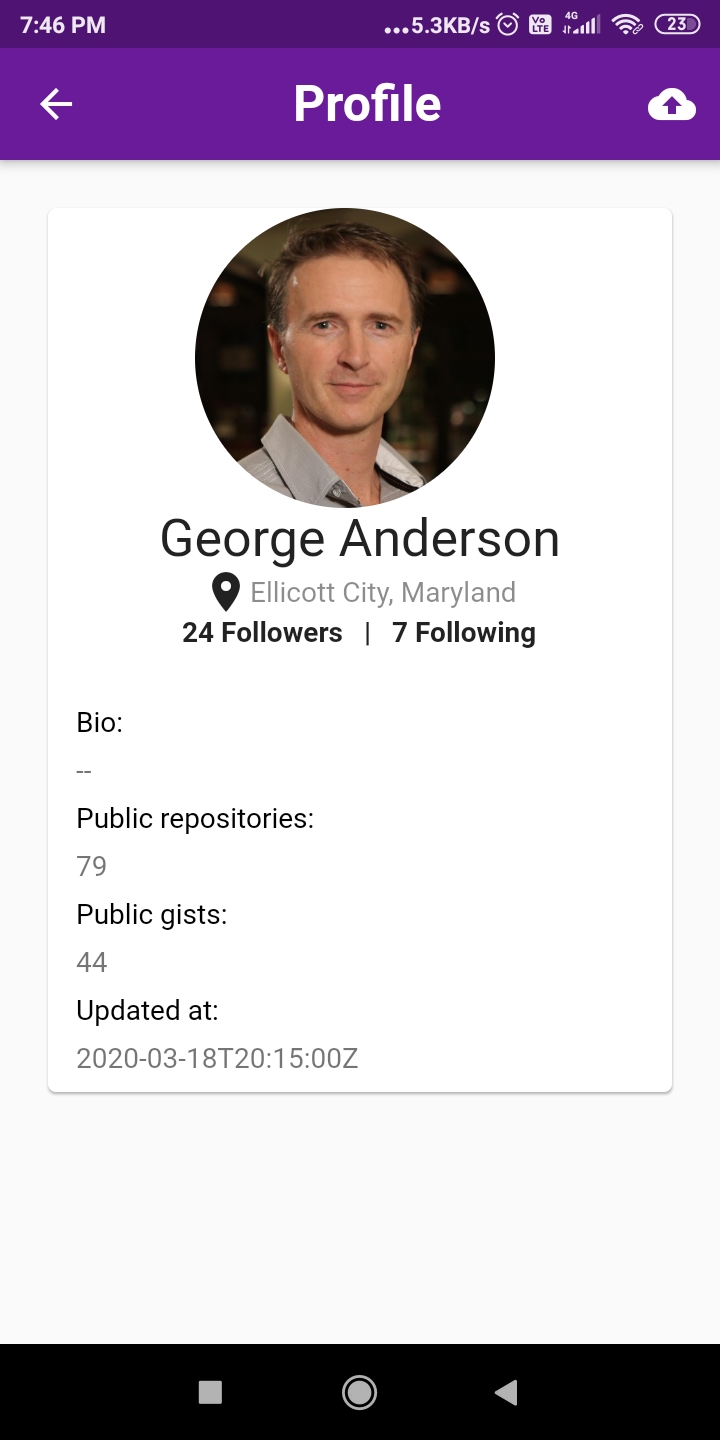 7:46 PM ...5.3KB/s Vo LTE 4G 23
Profile
George Anderson
Ellicott City, Maryland
24 Followers | 7 Following
Bio:
--
Public repositories:
79
Public gists:
44
Updated at:
2020-03-18T20:15:00Z